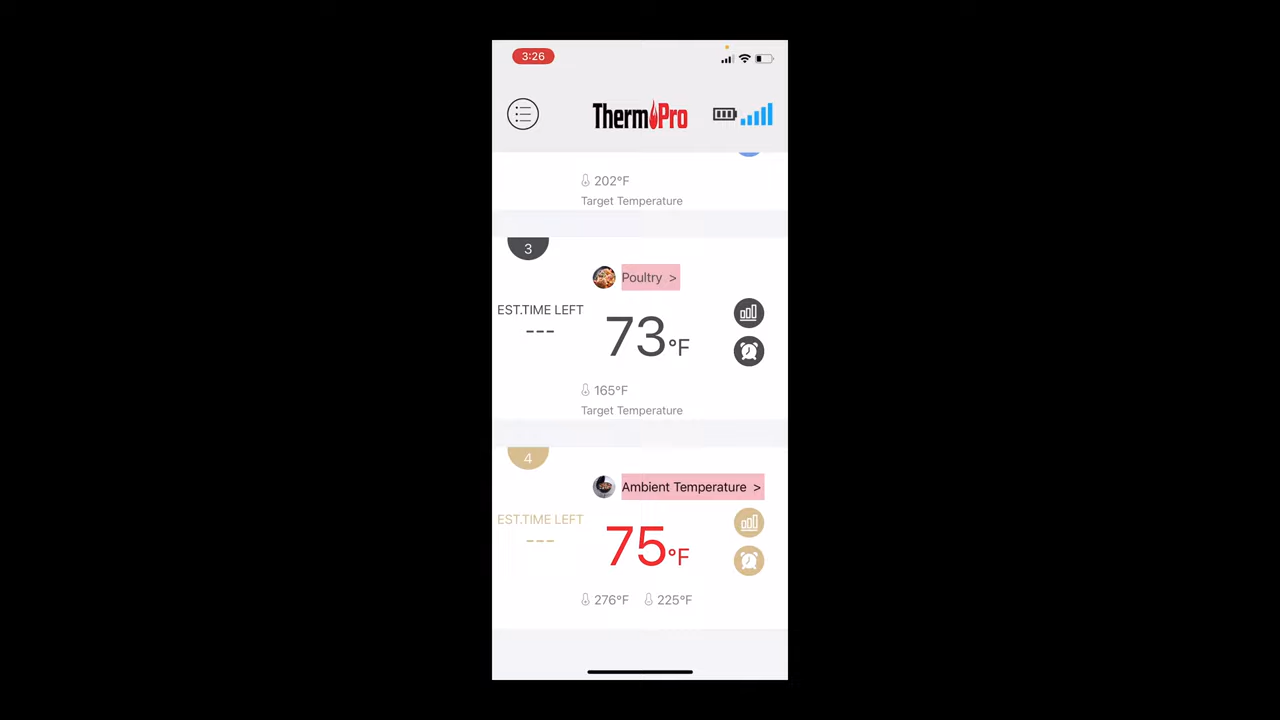 3:26
ThermoPro
202°F
Target Temperature
3
Poultry >
EST.TIME LEFT
73°F
---
165°F
Target Temperature
4
Ambient Temperature >
EST.TIME LEFT
75°F
---
276°F 225°F